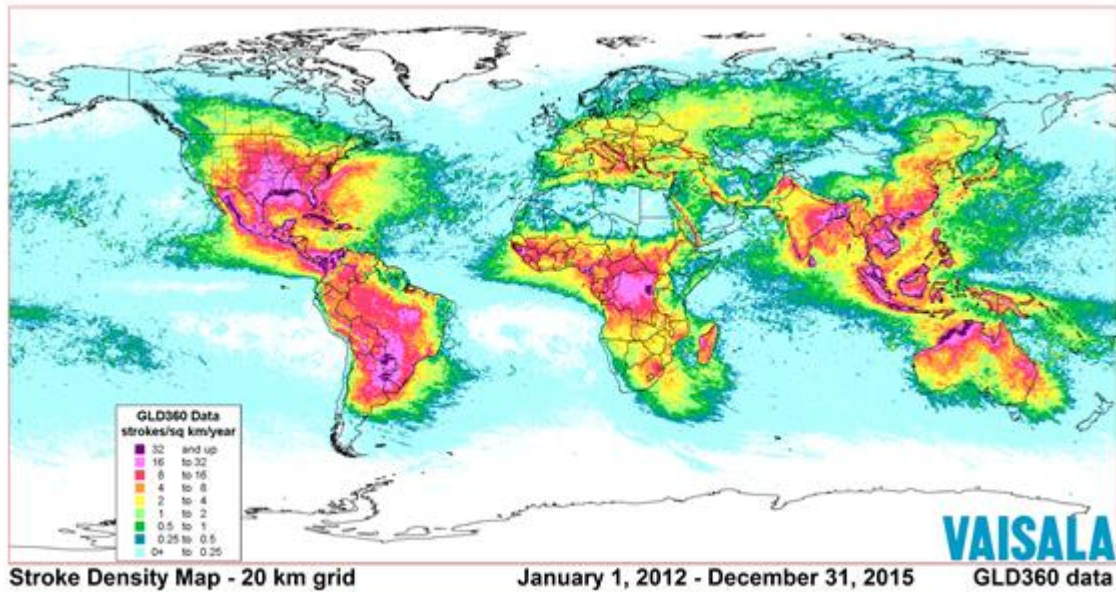 GLD360 Data
strokes/sq km/year
32 and up
16 to 32
8 to 16
4 to 8
2 to 4
1 to 2
0.5 to 1
0.25 to 0.5
0+ to 0.25
VAISALA
Stroke Density Map - 20 km grid January 1, 2012 - December 31, 2015 GLD360 data